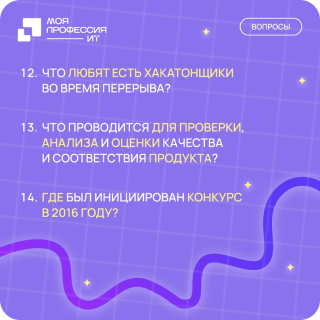 МОЯ
ПРОФЕССИЯ
ИТ
ВОПРОСЫ
12. ЧТО ЛЮБЯТ ЕСТЬ ХАКАТОНЩИКИ
ВО ВРЕМЯ ПЕРЕРЫВА?
13. ЧТО ПРОВОДИТСЯ ДЛЯ ПРОВЕРКИ,
АНАЛИЗА И ОЦЕНКИ КАЧЕСТВА
И СООТВЕТСТВИЯ ПРОДУКТА?
14. ГДЕ БЫЛ ИНИЦИИРОВАН КОНКУРС
В 2016 ГОДУ?